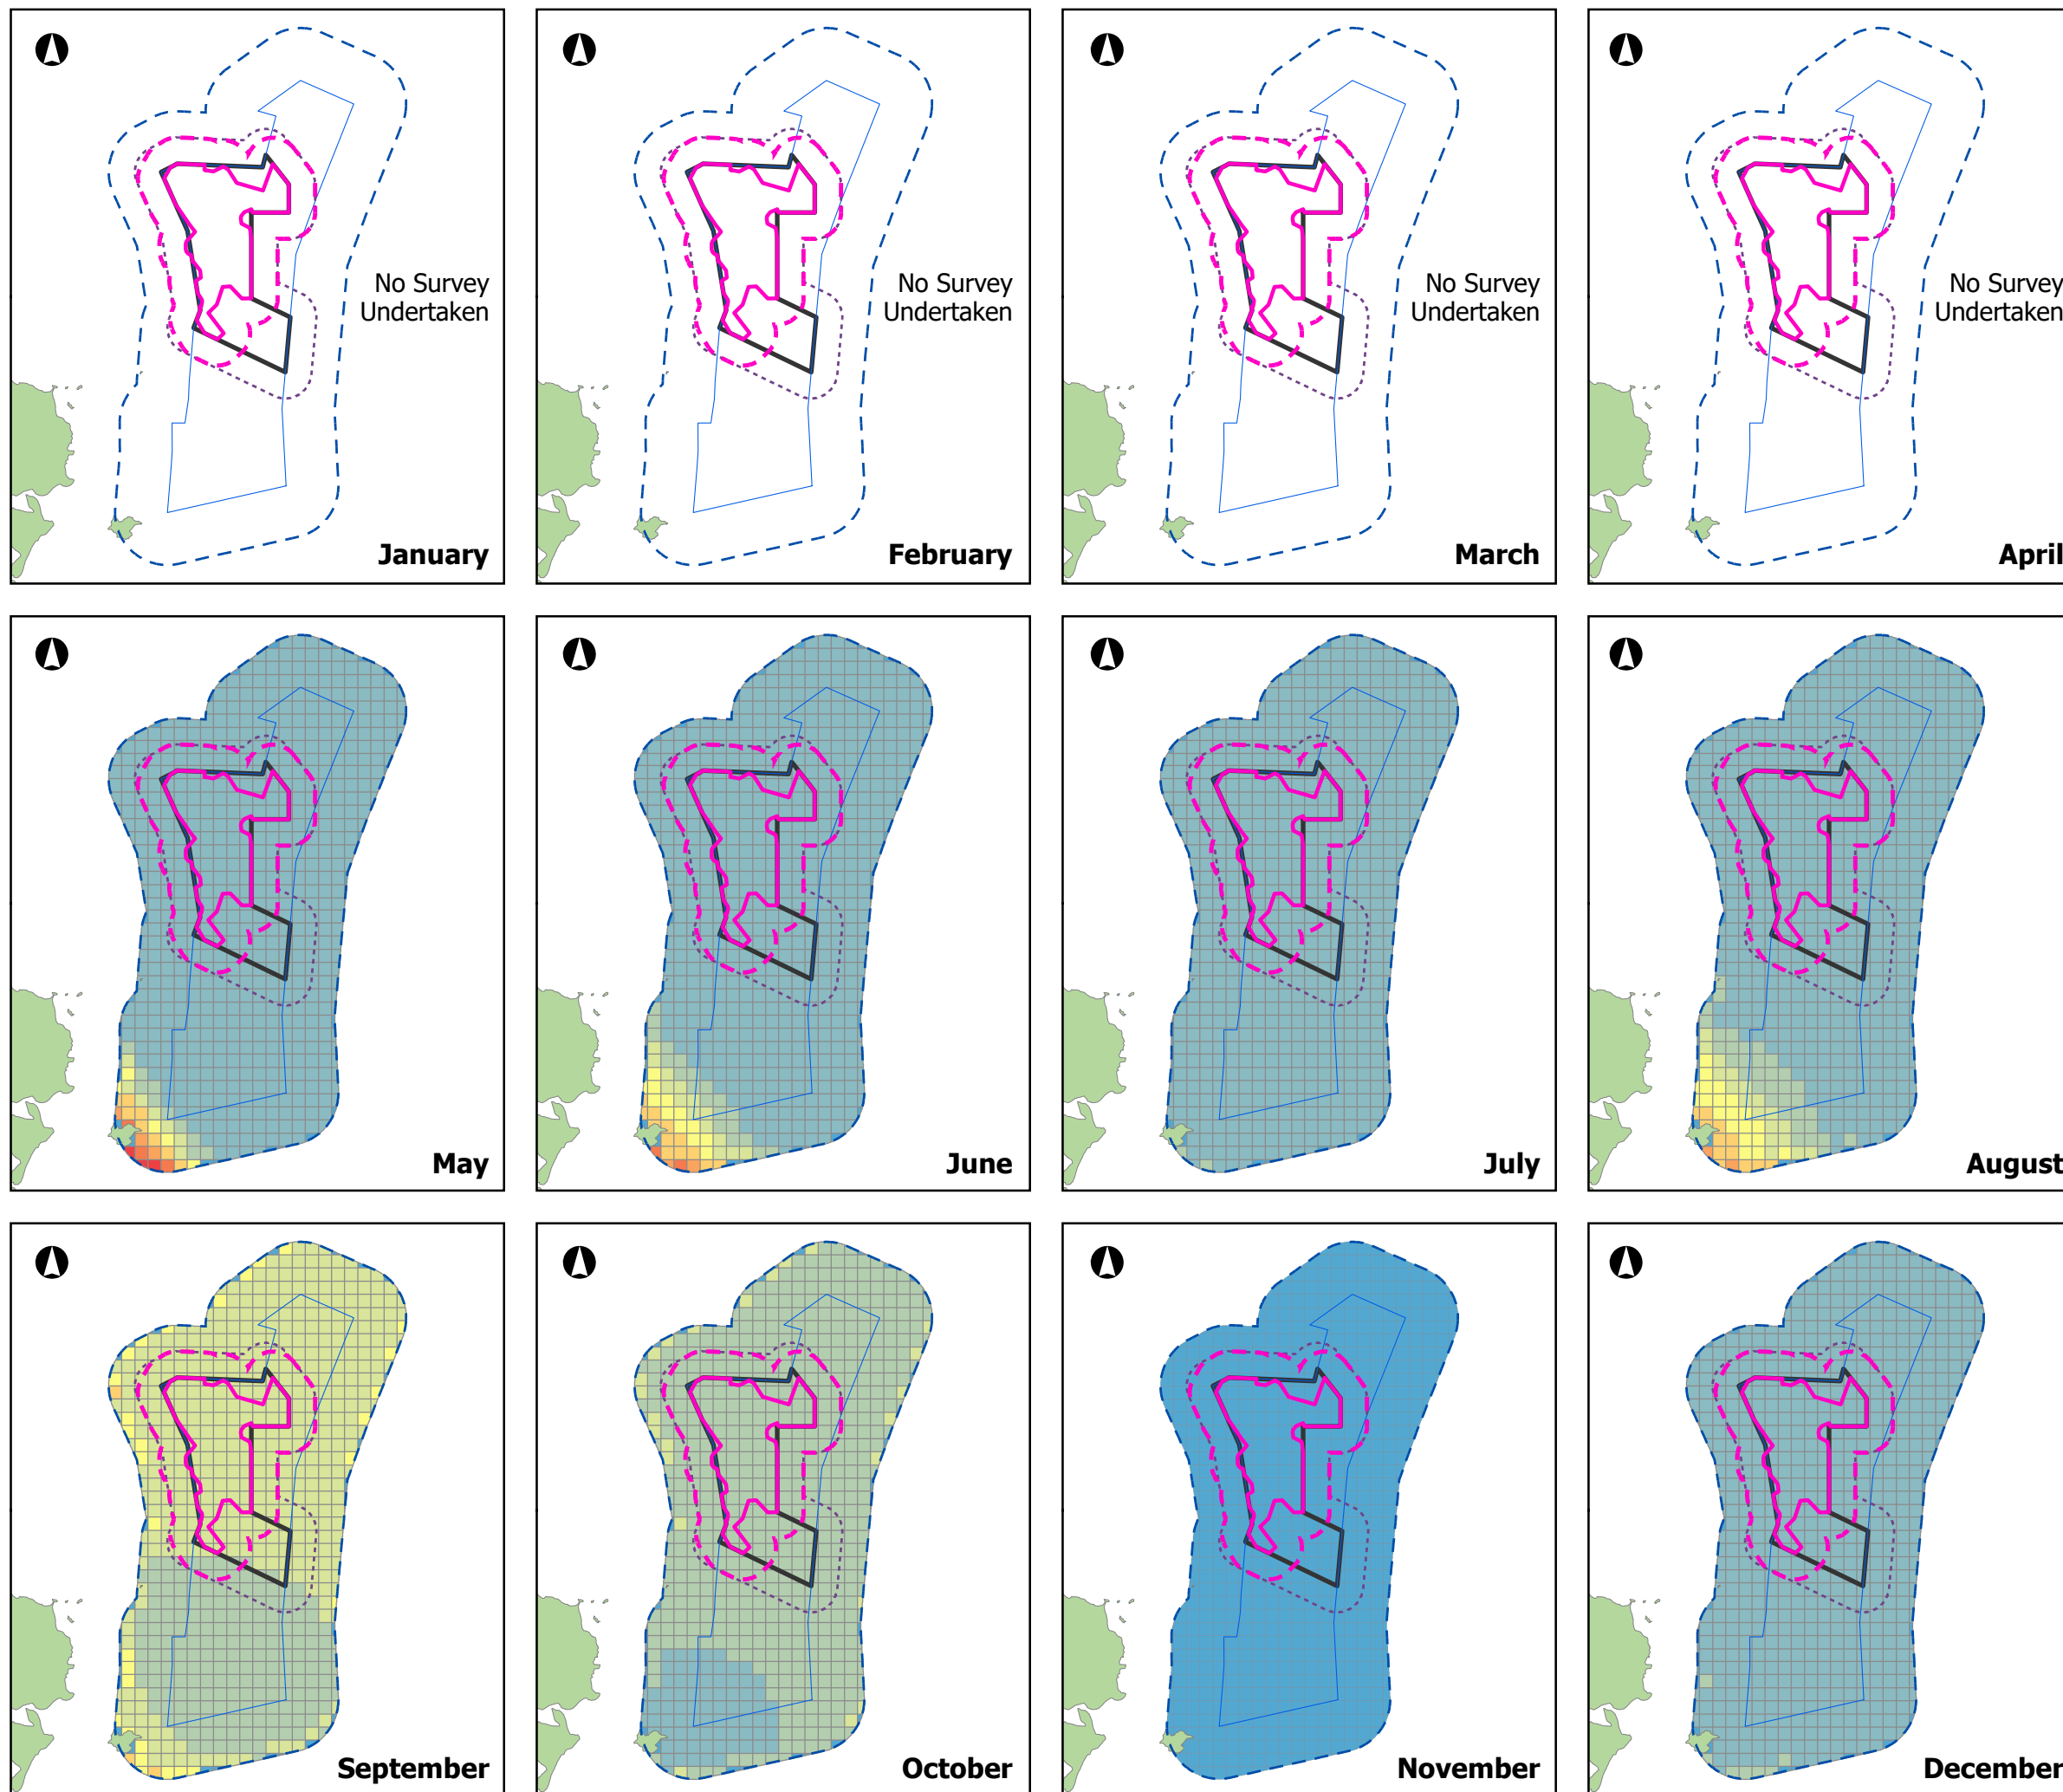 No Survey
Undertaken
January
No Survey
Undertaken
February
No Survey
Undertaken
March
No Survey
Undertaken
April
May
June
July
August
September
October
November
December